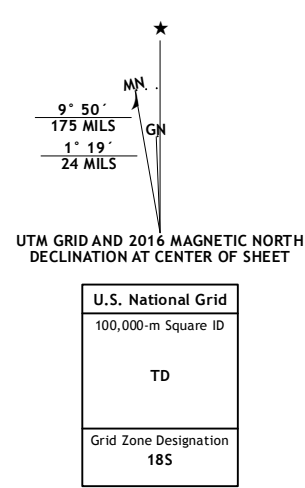 MN
9° 50´
175 MILS
GN
1° 19´
24 MILS
UTM GRID AND 2016 MAGNETIC NORTH
DECLINATION AT CENTER OF SHEET
U.S. National Grid
100,000-m Square ID
TD
Grid Zone Designation
18S